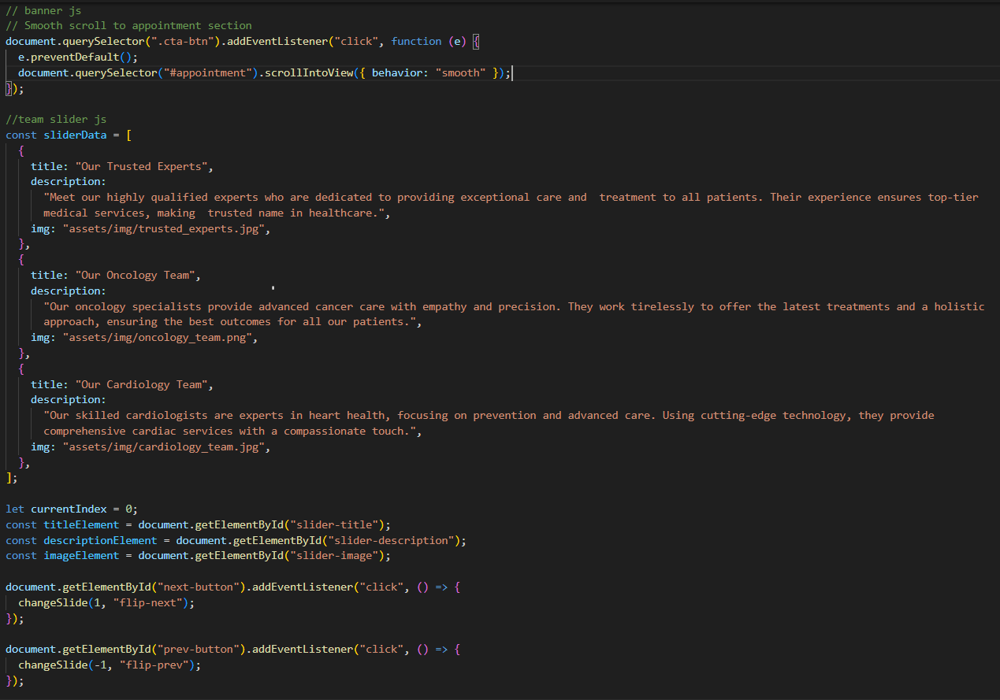 // banner js
// Smooth scroll to appointment section
document.querySelector(".cta-btn").addEventListener("click", function (e) {
  e.preventDefault();
  document.querySelector("#appointment").scrollIntoView({ behavior: "smooth" });
});

//team slider js
const sliderData = [
  {
    title: "Our Trusted Experts",
    description:
      "Meet our highly qualified experts who are dedicated to providing exceptional care and  treatment to all patients. Their experience ensures top-tier
      medical services, making  trusted name in healthcare.",
    img: "assets/img/trusted_experts.jpg",
  },
  {
    title: "Our Oncology Team",
    description:
      "Our oncology specialists provide advanced cancer care with empathy and precision. They work tirelessly to offer the latest treatments and a holistic
      approach, ensuring the best outcomes for all our patients.",
    img: "assets/img/oncology_team.png",
  },
  {
    title: "Our Cardiology Team",
    description:
      "Our skilled cardiologists are experts in heart health, focusing on prevention and advanced care. Using cutting-edge technology, they provide
      comprehensive cardiac services with a compassionate touch.",
    img: "assets/img/cardiology_team.jpg",
  },
];

let currentIndex = 0;
const titleElement = document.getElementById("slider-title");
const descriptionElement = document.getElementById("slider-description");
const imageElement = document.getElementById("slider-image");

document.getElementById("next-button").addEventListener("click", () => {
  changeSlide(1, "flip-next");
});

document.getElementById("prev-button").addEventListener("click", () => {
  changeSlide(-1, "flip-prev");
});